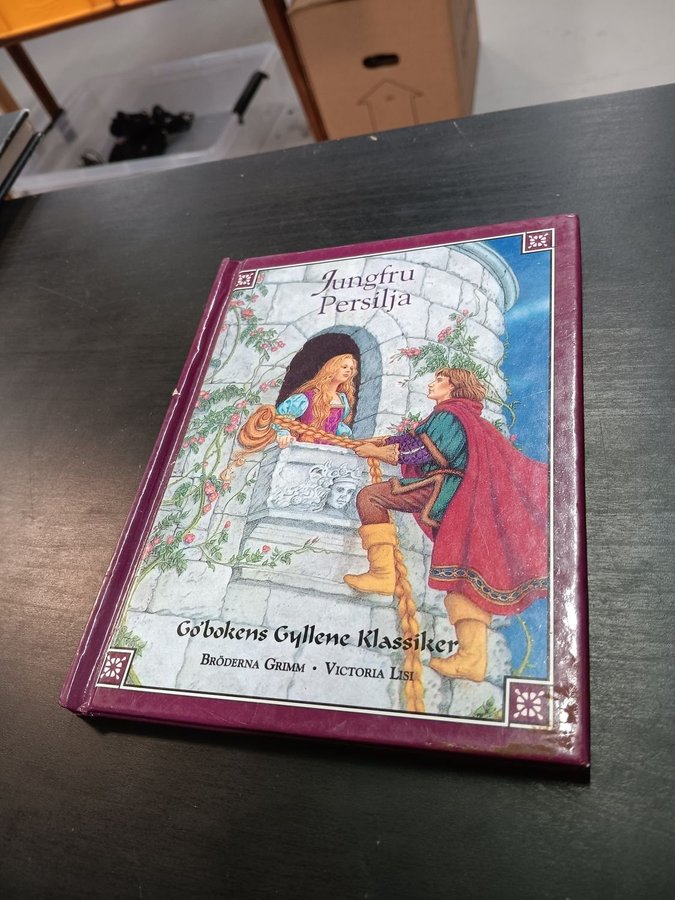 Jungfru
Persilja
Go'bokens Gyllene Klassiker
BRÖDERNA GRIMM • VICTORIA LISI